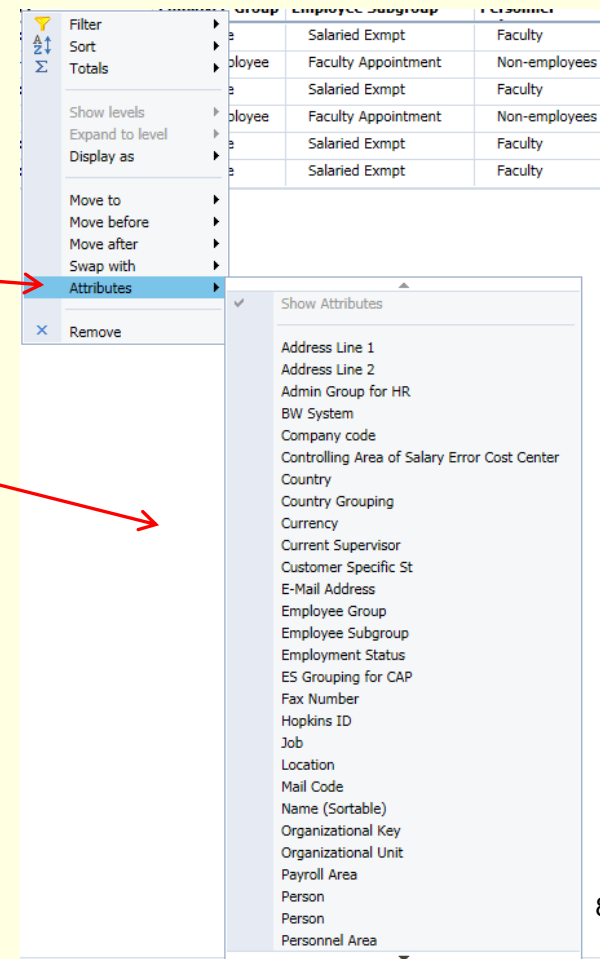 Group Employee Subgroup
Filter
Salaried Exmpt Faculty
Sort
Totals
Faculty Appointment Non-employees
Salaried Exmpt Faculty
Show levels
Faculty Appointment Non-employees
Expand to level
Display as
Salaried Exmpt Faculty
Salaried Exmpt Faculty
Move to
Move before
Move after
Swap with
Attributes
Remove
Show Attributes
Address Line 1
Address Line 2
Admin Group for HR
BW System
Company code
Controlling Area of Salary Error Cost Center
Country
Country Grouping
Currency
Current Supervisor
Customer Specific St
E-Mail Address
Employee Group
Employee Subgroup
Employment Status
ES Grouping for CAP
Fax Number
Hopkins ID
Job
Location
Mail Code
Name (Sortable)
Organizational Key
Organizational Unit
Payroll Area
Person
Person
Personnel Area